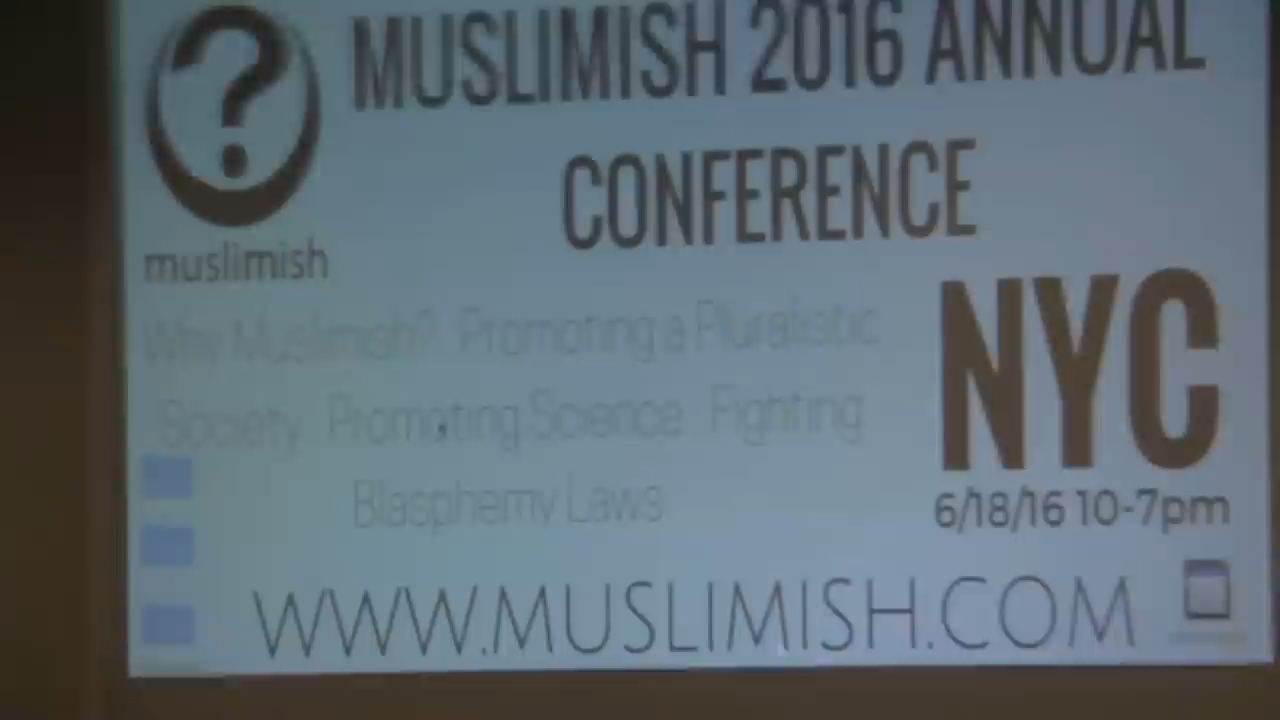 MUSLIMISH 2016 ANNUAL
CONFERENCE
muslimish
Why Muslimish? Promoting a Pluralistic
Society Promoting Science Fighting
Blasphemy Laws
NYC
6/18/16 10-7pm
WWW.MUSLIMISH.COM